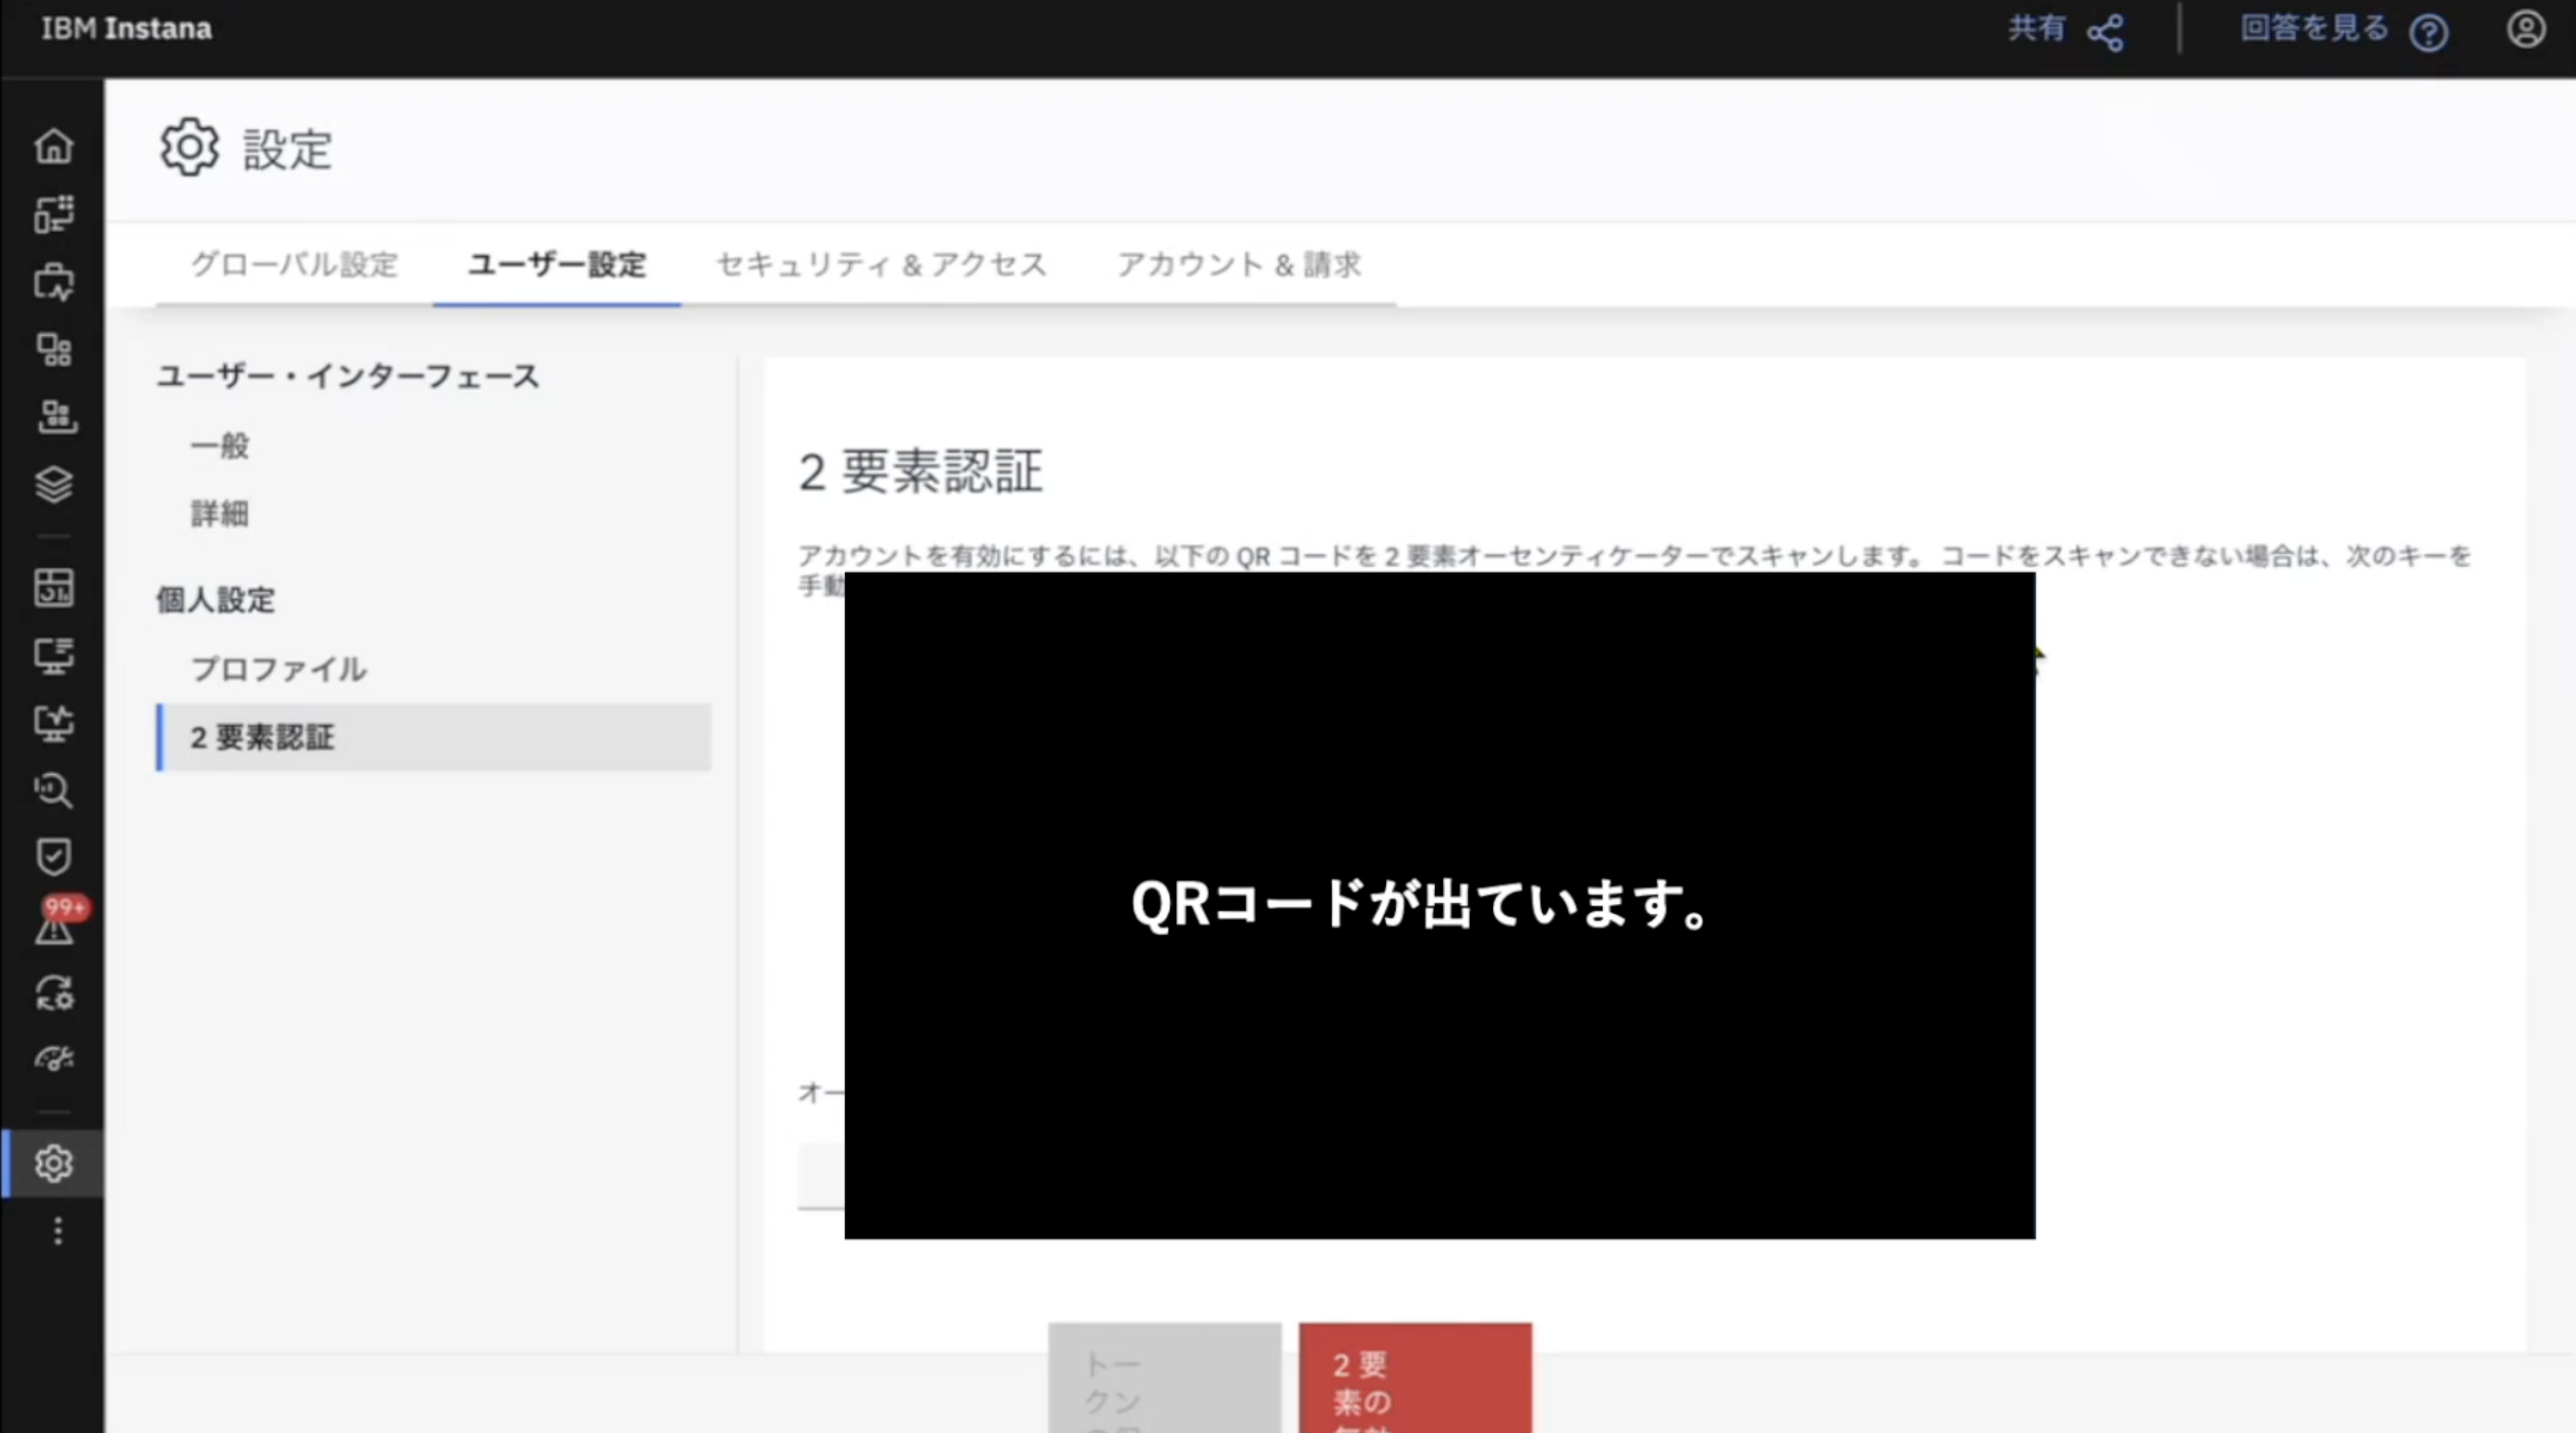 IBM Instana
共有
回答を見る
設定
グローバル設定
ユーザー設定
セキュリティ & アクセス
アカウント & 請求
ユーザー・インターフェース
一般
詳細
個人設定
プロファイル
2 要素認証
99+
2 要素認証
アカウントを有効にするには、以下の QR コードを 2 要素オーセンティケーターでスキャンします。 コードをスキャンできない場合は、次のキーを
手動
QRコードが出ています。
オー
トー
クン
2 要
素の